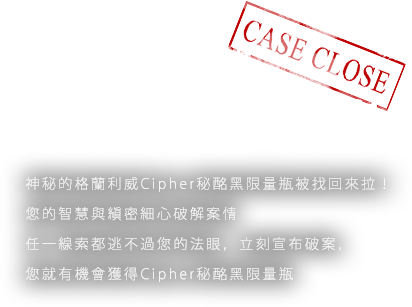 CASE CLOSE
神秘的格蘭利威Cipher秘酩黑限量瓶被找回來拉！
您的智慧與縝密細心破解案情
任一線索都逃不過您的法眼，立刻宣布破案，
您就有機會獲得Cipher秘酩黑限量瓶